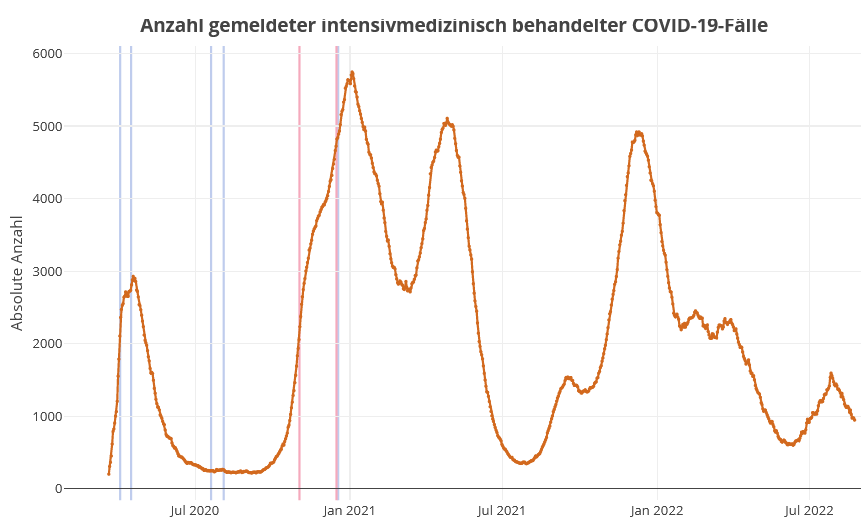 Anzahl gemeldeter intensivmedizinisch behandelter COVID-19-Fälle
6000
5000
4000
3000
2000
1000
0
Absolute Anzahl
Jul 2020
Jan 2021
Jul 2021
Jan 2022
Jul 2022